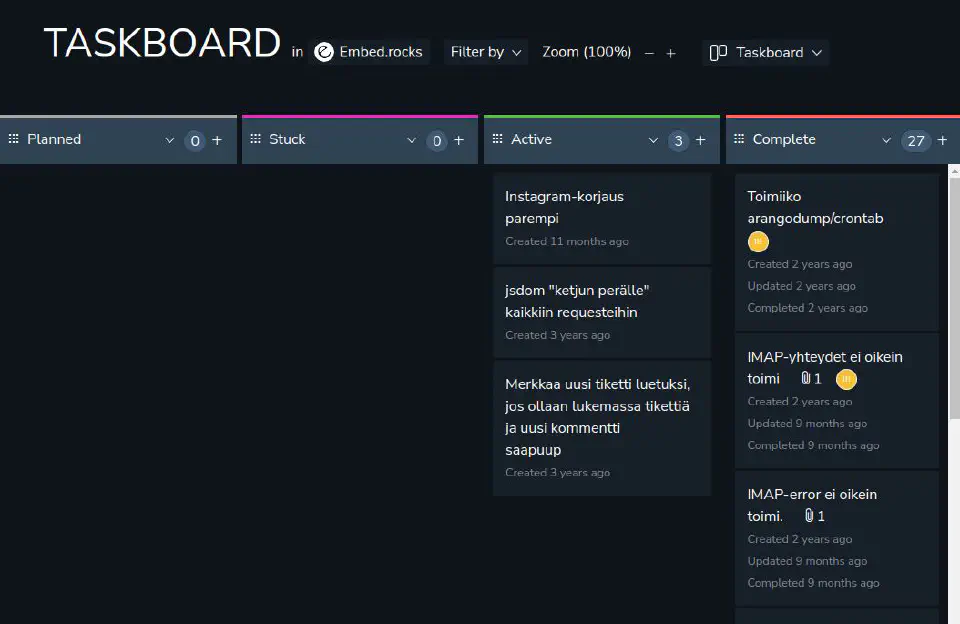 TASKBOARD in Embed.rocks Filter by Zoom (100%) − + Taskboard
Planned 0 +
Stuck 0 +
Active 3 +
Complete 27 +
Instagram-korjaus
parempi
Created 11 months ago
jsdom "ketjun perälle"
kaikkiin requesteihin
Created 3 years ago
Merkkaa uusi tiketti luetuksi,
jos ollaan lukemassa tikettiä
ja uusi kommentti
saapuup
Created 3 years ago
Toimiiko
arangodump/crontab
Created 2 years ago
Updated 2 years ago
Completed 2 years ago
IMAP-yhteydet ei oikein
toimi 1
Created 2 years ago
Updated 9 months ago
Completed 9 months ago
IMAP-error ei oikein
toimi. 1
Created 2 years ago
Updated 9 months ago
Completed 9 months ago